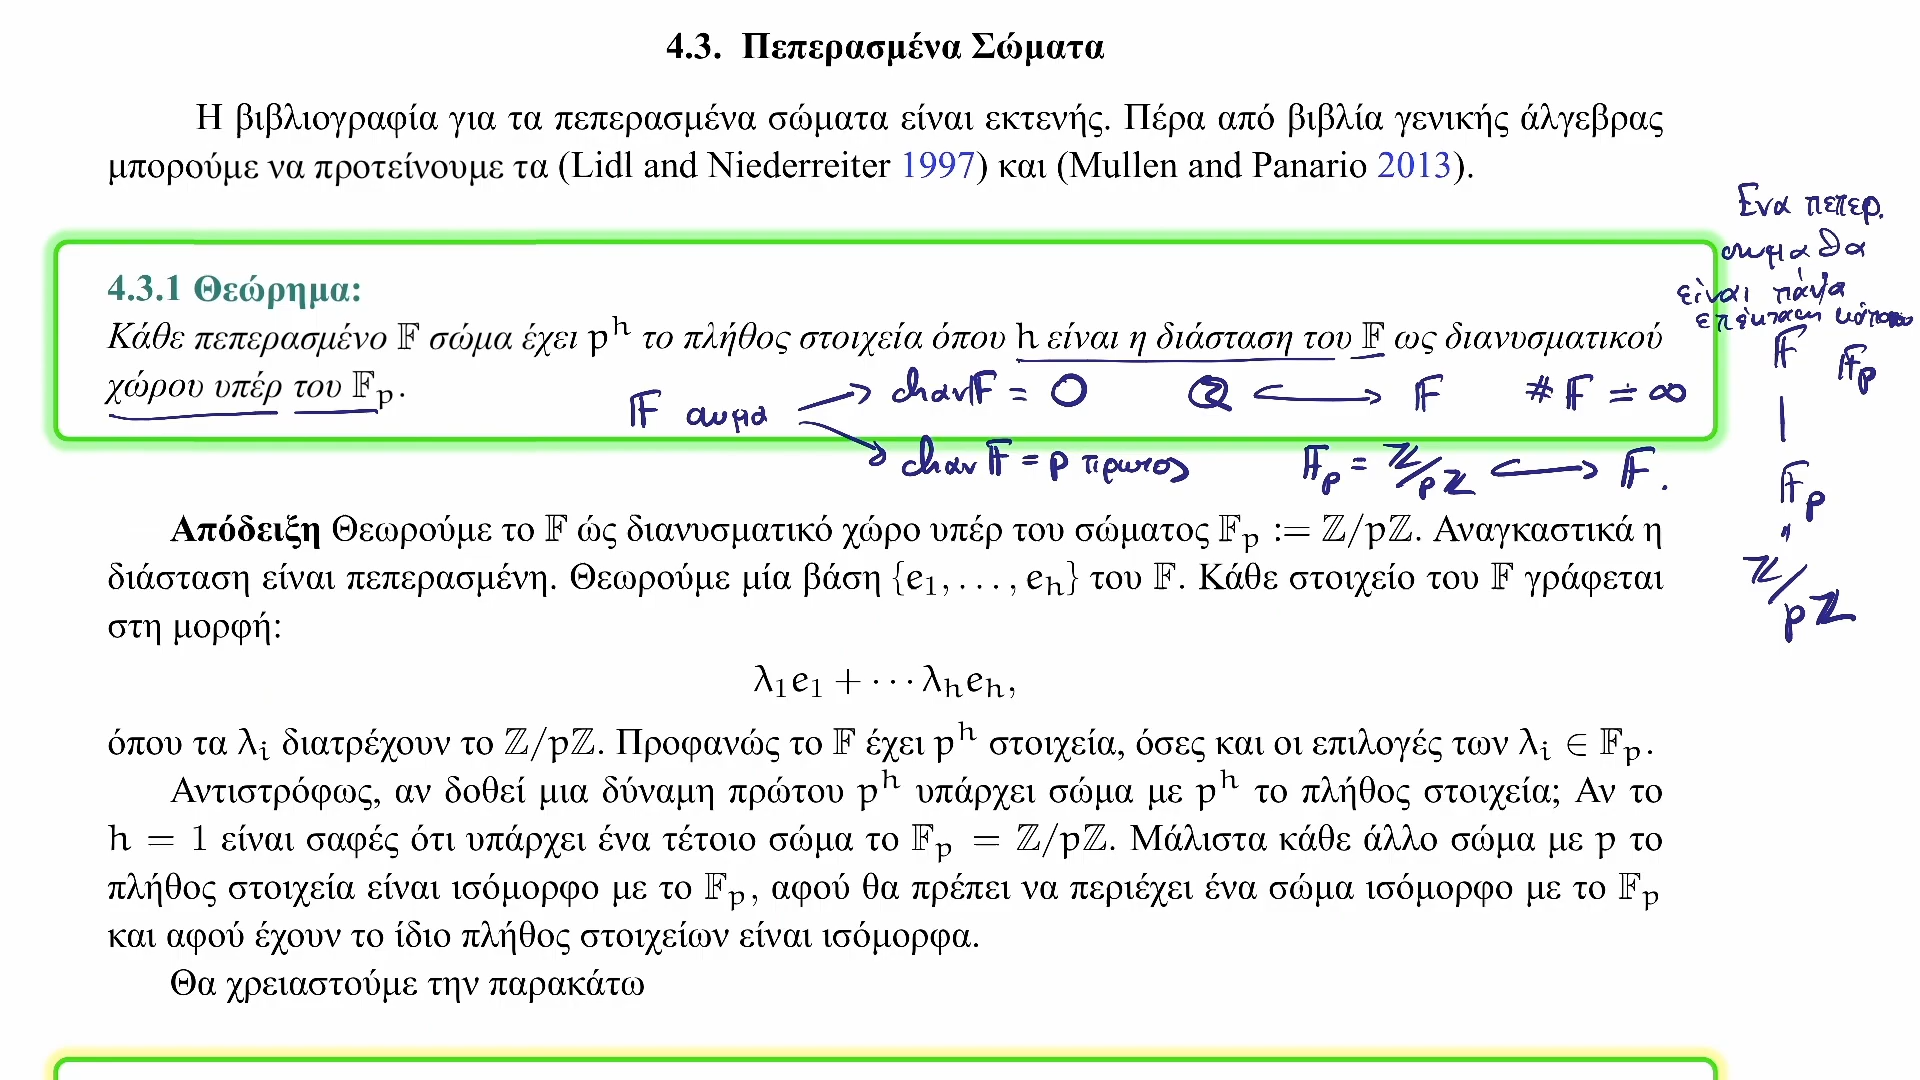 4.3. Πεπερασμένα Σώματα
Η βιβλιογραφία για τα πεπερασμένα σώματα είναι εκτενής. Πέρα από βιβλία γενικής άλγεβρας
μπορούμε να προτείνουμε τα (Lidl and Niederreiter 1997) και (Mullen and Panario 2013).
4.3.1 Θεώρημα:
Κάθε πεπερασμένο 𝔽 σώμα έχει pʰ το πλήθος στοιχεία όπου h είναι η διάσταση του 𝔽 ως διανυσματικού
χώρου υπέρ του 𝔽ₚ.
𝔽 σωμα → char𝔽 = 0 ℚ ↪ 𝔽 # 𝔽 = ∞
→ char 𝔽 = p πρωτος 𝔽ₚ = ℤ/pℤ ↪ 𝔽.
Ενα πεπερ.
σωμα θα
είναι πάντα
επέκταση κάποιου
𝔽 𝔽ₚ
|
𝔽ₚ
"
ℤ/pℤ
Απόδειξη Θεωρούμε το 𝔽 ώς διανυσματικό χώρο υπέρ του σώματος 𝔽ₚ := ℤ/pℤ. Αναγκαστικά η
διάσταση είναι πεπερασμένη. Θεωρούμε μία βάση {e₁, . . . , eₕ} του 𝔽. Κάθε στοιχείο του 𝔽 γράφεται
στη μορφή:
λ₁e₁ + · · · λₕeₕ,
όπου τα λᵢ διατρέχουν το ℤ/pℤ. Προφανώς το 𝔽 έχει pʰ στοιχεία, όσες και οι επιλογές των λᵢ ∈ 𝔽ₚ.
Αντιστρόφως, αν δοθεί μια δύναμη πρώτου pʰ υπάρχει σώμα με pʰ το πλήθος στοιχεία; Αν το
h = 1 είναι σαφές ότι υπάρχει ένα τέτοιο σώμα το 𝔽ₚ = ℤ/pℤ. Μάλιστα κάθε άλλο σώμα με p το
πλήθος στοιχεία είναι ισόμορφο με το 𝔽ₚ, αφού θα πρέπει να περιέχει ένα σώμα ισόμορφο με το 𝔽ₚ
και αφού έχουν το ίδιο πλήθος στοιχείων είναι ισόμορφα.
Θα χρειαστούμε την παρακάτω